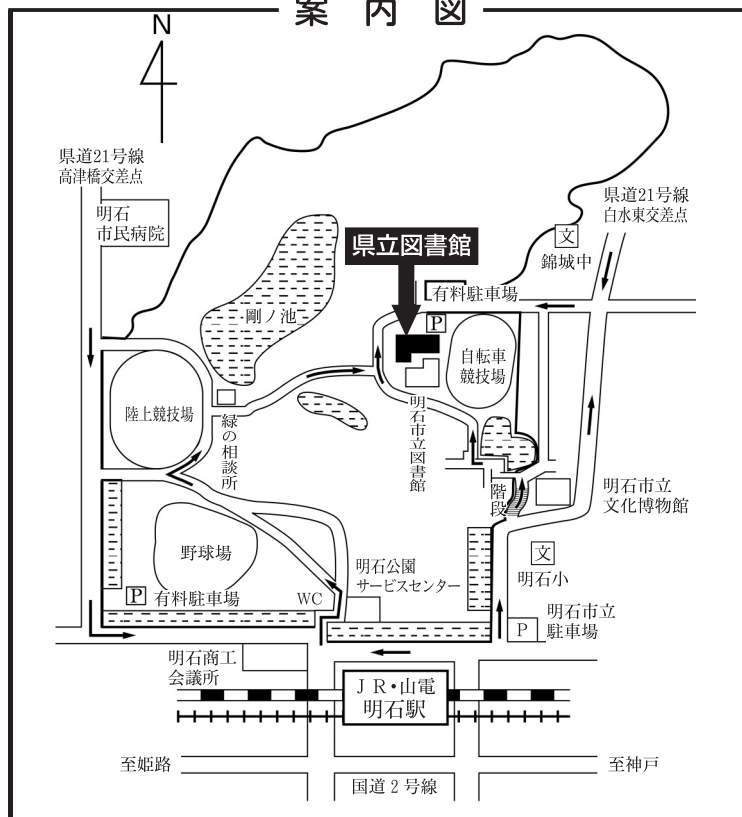 案内図
N
県道21号線
高津橋交差点
明石
市民病院
県道21号線
白水東交差点
文
錦城中
県立図書館
有料駐車場
P
剛ノ池
自転車
競技場
陸上競技場
緑の相談所
明石市立図書館
階段
明石市立
文化博物館
野球場
文
明石小
明石公園
サービスセンター
P 有料駐車場
WC
P
明石市立
駐車場
明石商工
会議所
JR・山電
明石駅
至姫路
至神戸
国道2号線